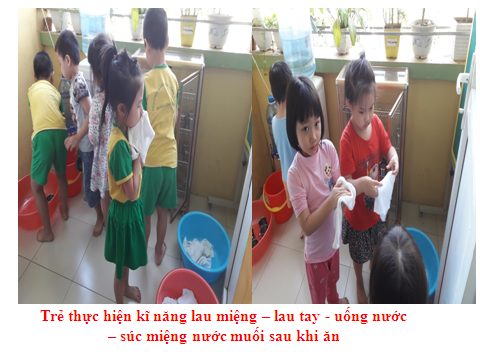 Trẻ thực hiện kĩ năng lau miệng – lau tay - uống nước
– súc miệng nước muối sau khi ăn